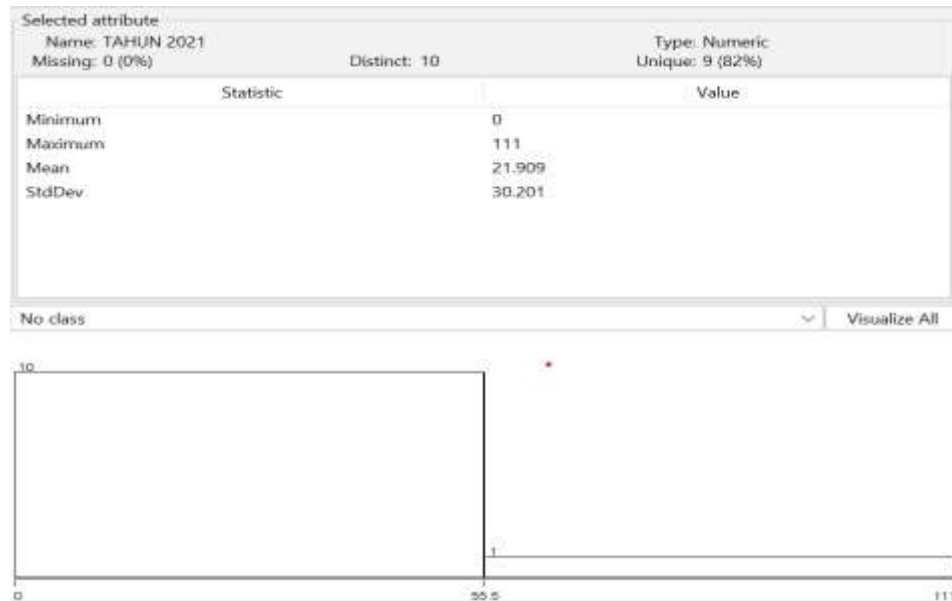 Selected attribute
Name: TAHUN 2021 Type: Numeric
Missing: 0 (0%) Distinct: 10 Unique: 9 (82%)
Statistic Value
Minimum 0
Maximum 111
Mean 21.909
StdDev 30.201
No class Visualize All
10
1
0 55.5 11